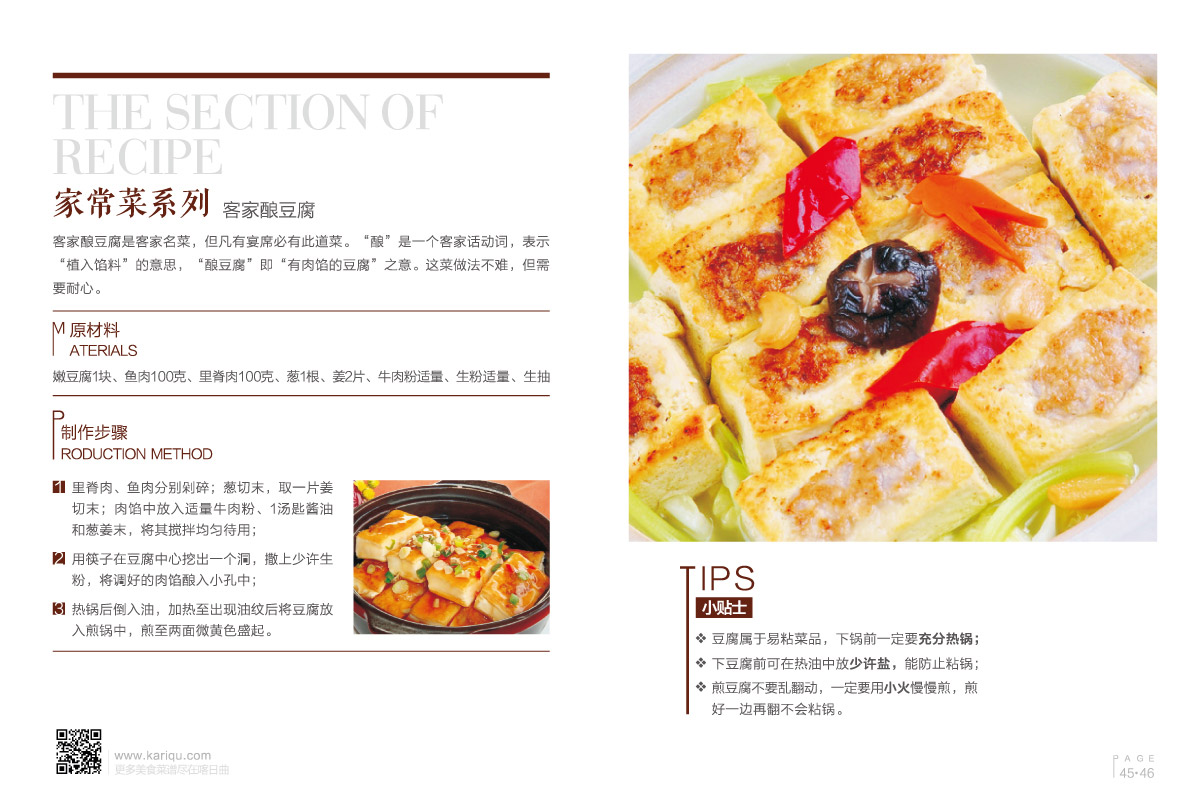 THE SECTION OF
RECIPE
家常菜系列 客家酿豆腐
客家酿豆腐是客家名菜，但凡有宴席必有此道菜。“酿”是一个客家话动词，表示
“植入馅料”的意思，“酿豆腐”即“有肉馅的豆腐”之意。这菜做法不难，但需
要耐心。
M 原材料
ATERIALS
嫩豆腐1块、鱼肉100克、里脊肉100克、葱1根、姜2片、牛肉粉适量、生粉适量、生抽
P
制作步骤
RODUCTION METHOD
1 里脊肉、鱼肉分别剁碎；葱切末，取一片姜
切末；肉馅中放入适量牛肉粉、1汤匙酱油
和葱姜末，将其搅拌均匀待用；
2 用筷子在豆腐中心挖出一个洞，撒上少许生
粉，将调好的肉馅酿入小孔中；
3 热锅后倒入油，加热至出现油纹后将豆腐放
入煎锅中，煎至两面微黄色盛起。
www.kariqu.com
更多美食菜谱尽在喀日曲
TIPS
小贴士
❖ 豆腐属于易粘菜品，下锅前一定要充分热锅；
❖ 下豆腐前可在热油中放少许盐，能防止粘锅；
❖ 煎豆腐不要乱翻动，一定要用小火慢慢煎，煎
好一边再翻不会粘锅。
PAGE
45·46